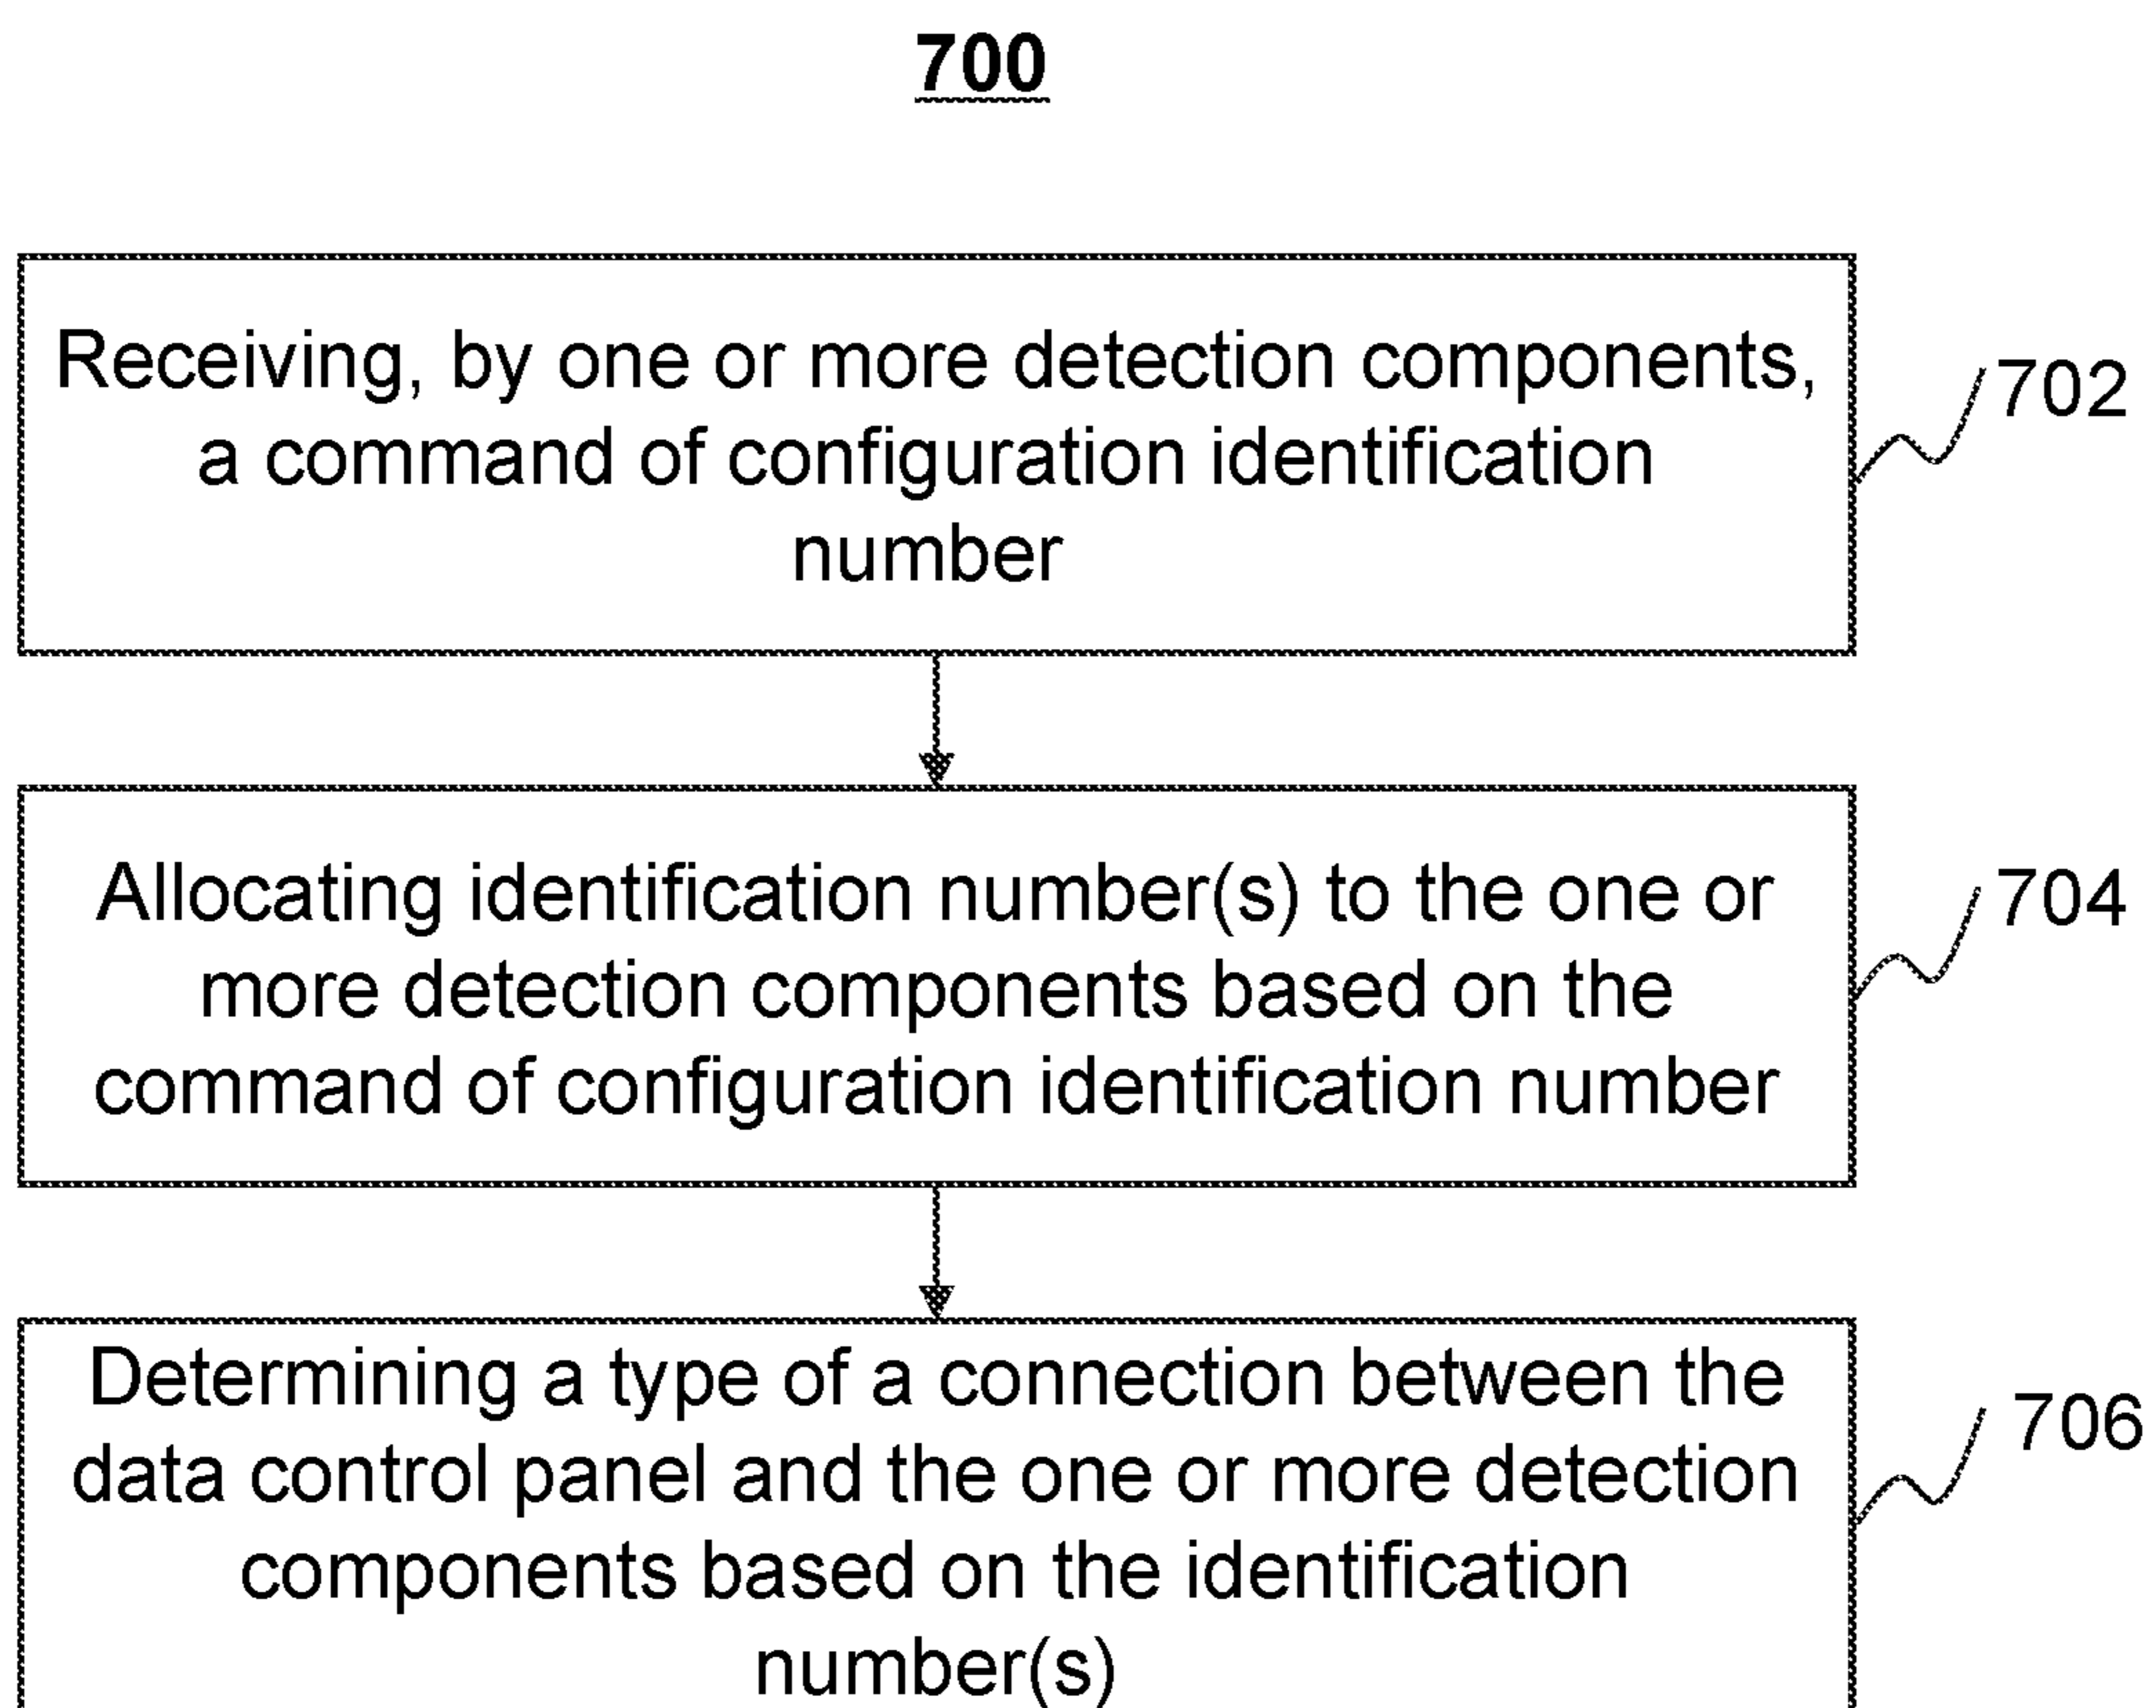 700
Receiving, by one or more detection components,
a command of configuration identification
number
702
Allocating identification number(s) to the one or
more detection components based on the
command of configuration identification number
704
Determining a type of a connection between the
data control panel and the one or more detection
components based on the identification
number(s)
706